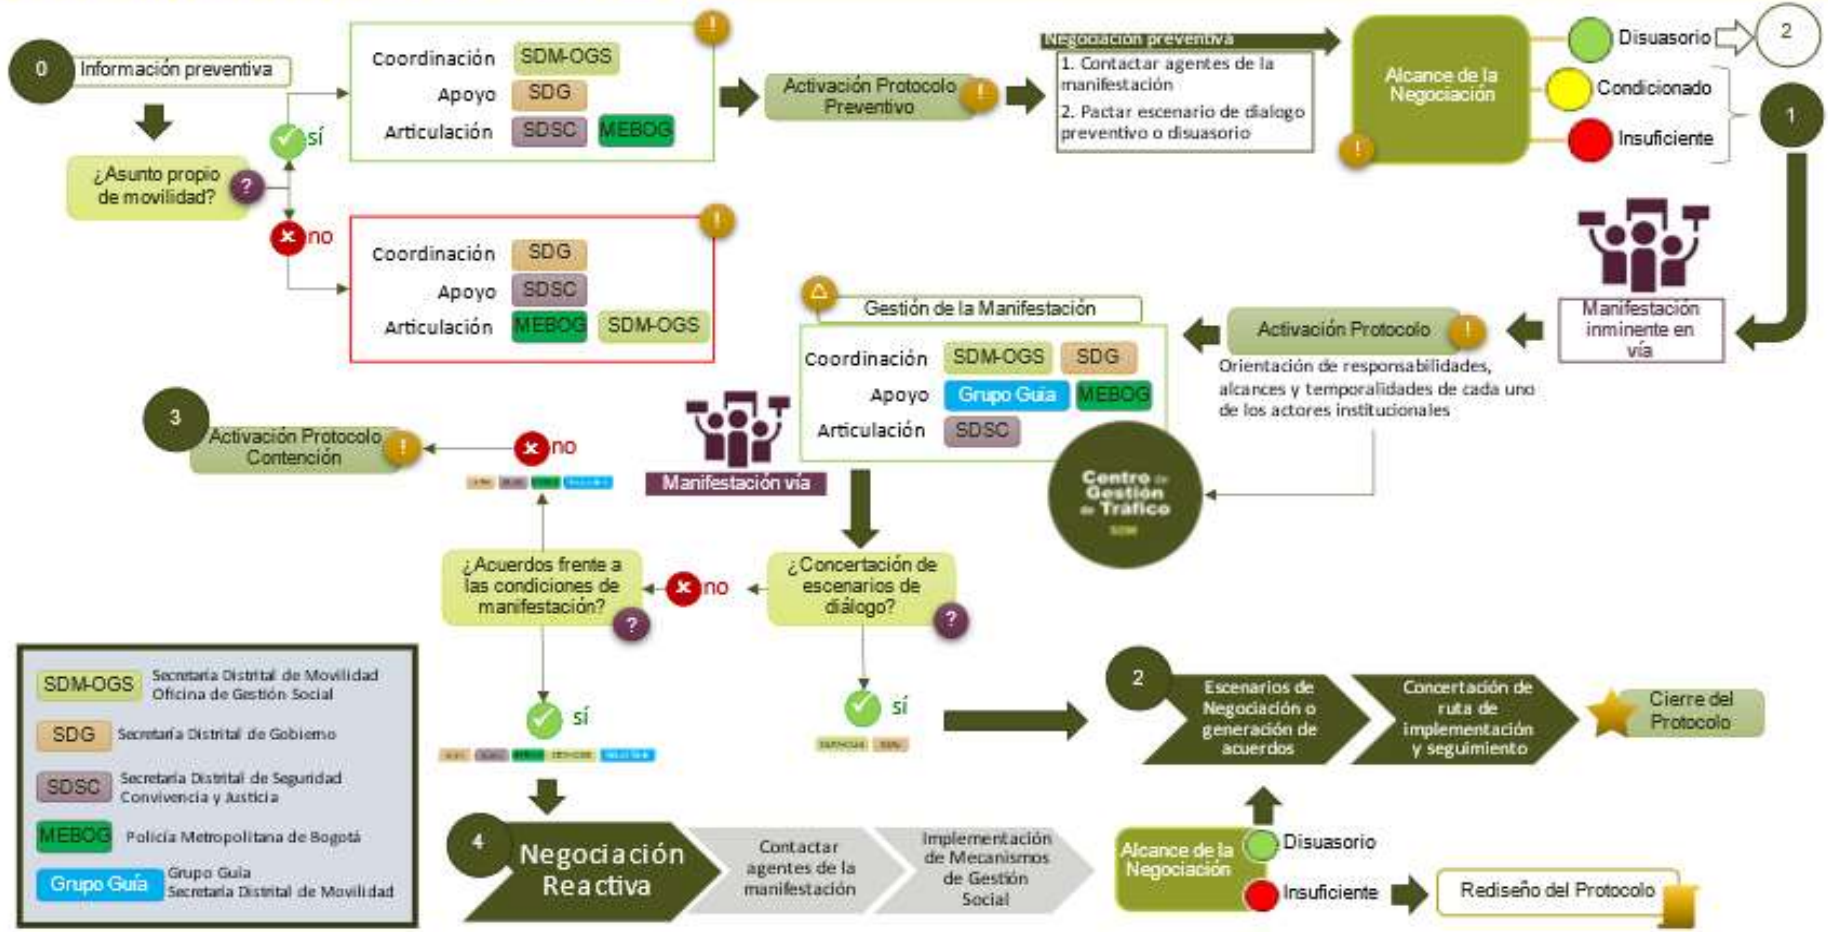 0
Información preventiva
¿Asunto propio
de movilidad?
?
sí
no
Coordinación SDM-OGS
Apoyo SDG
Articulación SDSC MEBOG
!
Coordinación SDG
Apoyo SDSC
Articulación MEBOG SDM-OGS
!
Activación Protocolo
Preventivo
!
Negociación preventiva
1. Contactar agentes de la
manifestación
2. Pactar escenario de dialogo
preventivo o disuasorio
Alcance de la
Negociación
!
Disuasorio
2
Condicionado
Insuficiente
1
Manifestación
inminente en
vía
Activación Protocolo
!
Orientación de responsabilidades,
alcances y temporalidades de cada uno
de los actores institucionales
Gestión de la Manifestación
Coordinación SDM-OGS SDG
Apoyo Grupo Guía MEBOG
Articulación SDSC
Centro de
Gestión
de Tráfico
SDM
Manifestación vía
3
Activación Protocolo
Contención
!
no
¿Acuerdos frente a
las condiciones de
manifestación?
?
no
¿Concertación de
escenarios de
diálogo?
?
sí
sí
2
Escenarios de
Negociación o
generación de
acuerdos
Concertación de
ruta de
implementación
y seguimiento
Cierre del
Protocolo
SDM-OGS Secretaría Distrital de Movilidad
Oficina de Gestión Social
SDG Secretaría Distrital de Gobierno
SDSC Secretaría Distrital de Seguridad
Convivencia y Justicia
MEBOG Policía Metropolitana de Bogotá
Grupo Guía Grupo Guía
Secretaría Distrital de Movilidad
4
Negociación
Reactiva
Contactar
agentes de la
manifestación
Implementación
de Mecanismos
de Gestión
Social
Alcance de la
Negociación
Disuasorio
Insuficiente
Rediseño del Protocolo